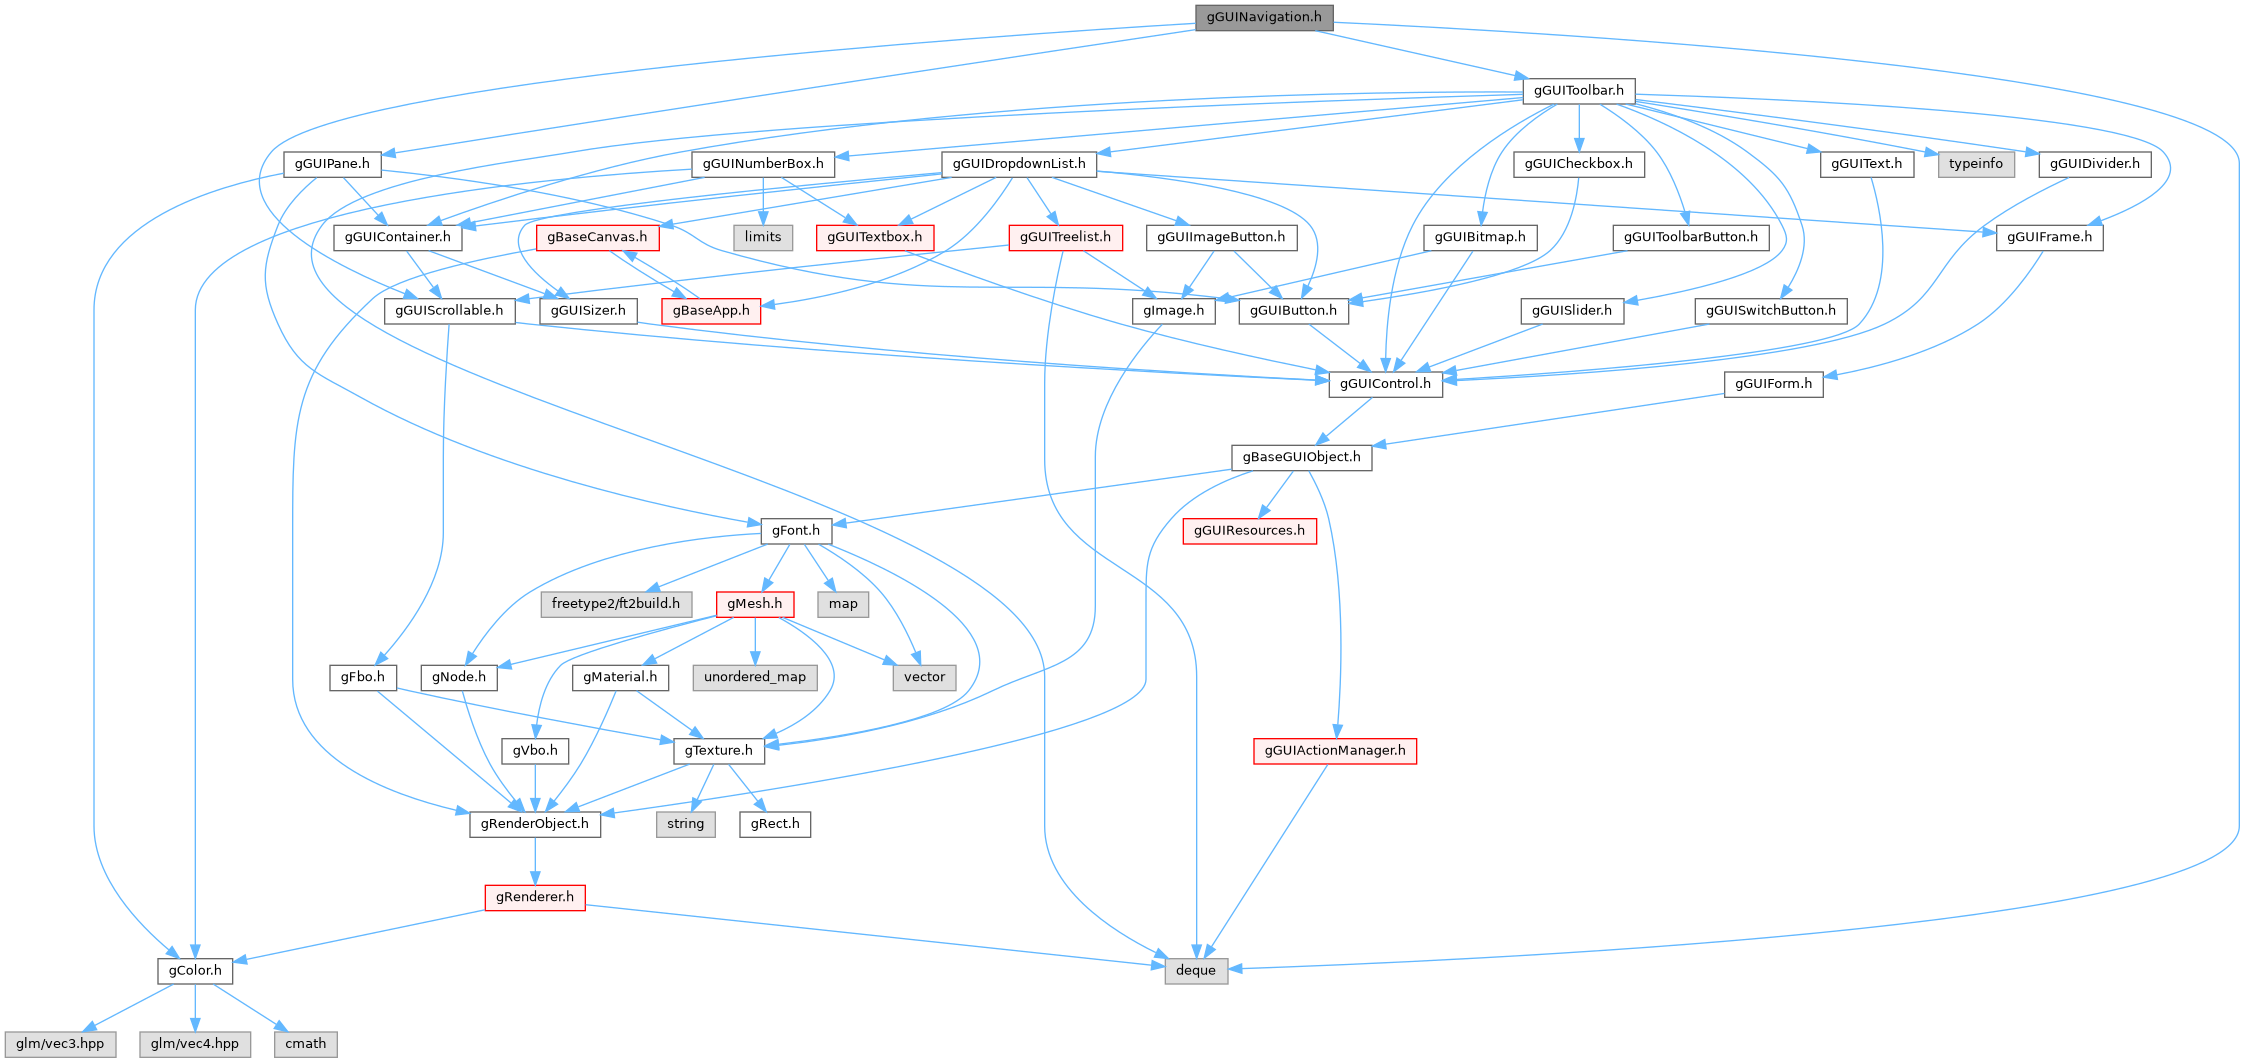 gGUINavigation.h
gGUIToolbar.h
gGUIPane.h
gGUINumberBox.h
gGUIDropdownList.h
gGUICheckbox.h
gGUIText.h
typeinfo
gGUIDivider.h
gGUIContainer.h
gBaseCanvas.h
limits
gGUITextbox.h
gGUITreelist.h
gGUIImageButton.h
gGUIBitmap.h
gGUIToolbarButton.h
gGUIFrame.h
gGUIScrollable.h
gGUISizer.h
gBaseApp.h
gImage.h
gGUIButton.h
gGUISlider.h
gGUISwitchButton.h
gGUIControl.h
gGUIForm.h
gBaseGUIObject.h
gFont.h
gGUIResources.h
freetype2/ft2build.h
gMesh.h
map
gFbo.h
gNode.h
gMaterial.h
unordered_map
vector
gVbo.h
gTexture.h
gGUIActionManager.h
gRenderObject.h
string
gRect.h
gRenderer.h
gColor.h
deque
glm/vec3.hpp
glm/vec4.hpp
cmath